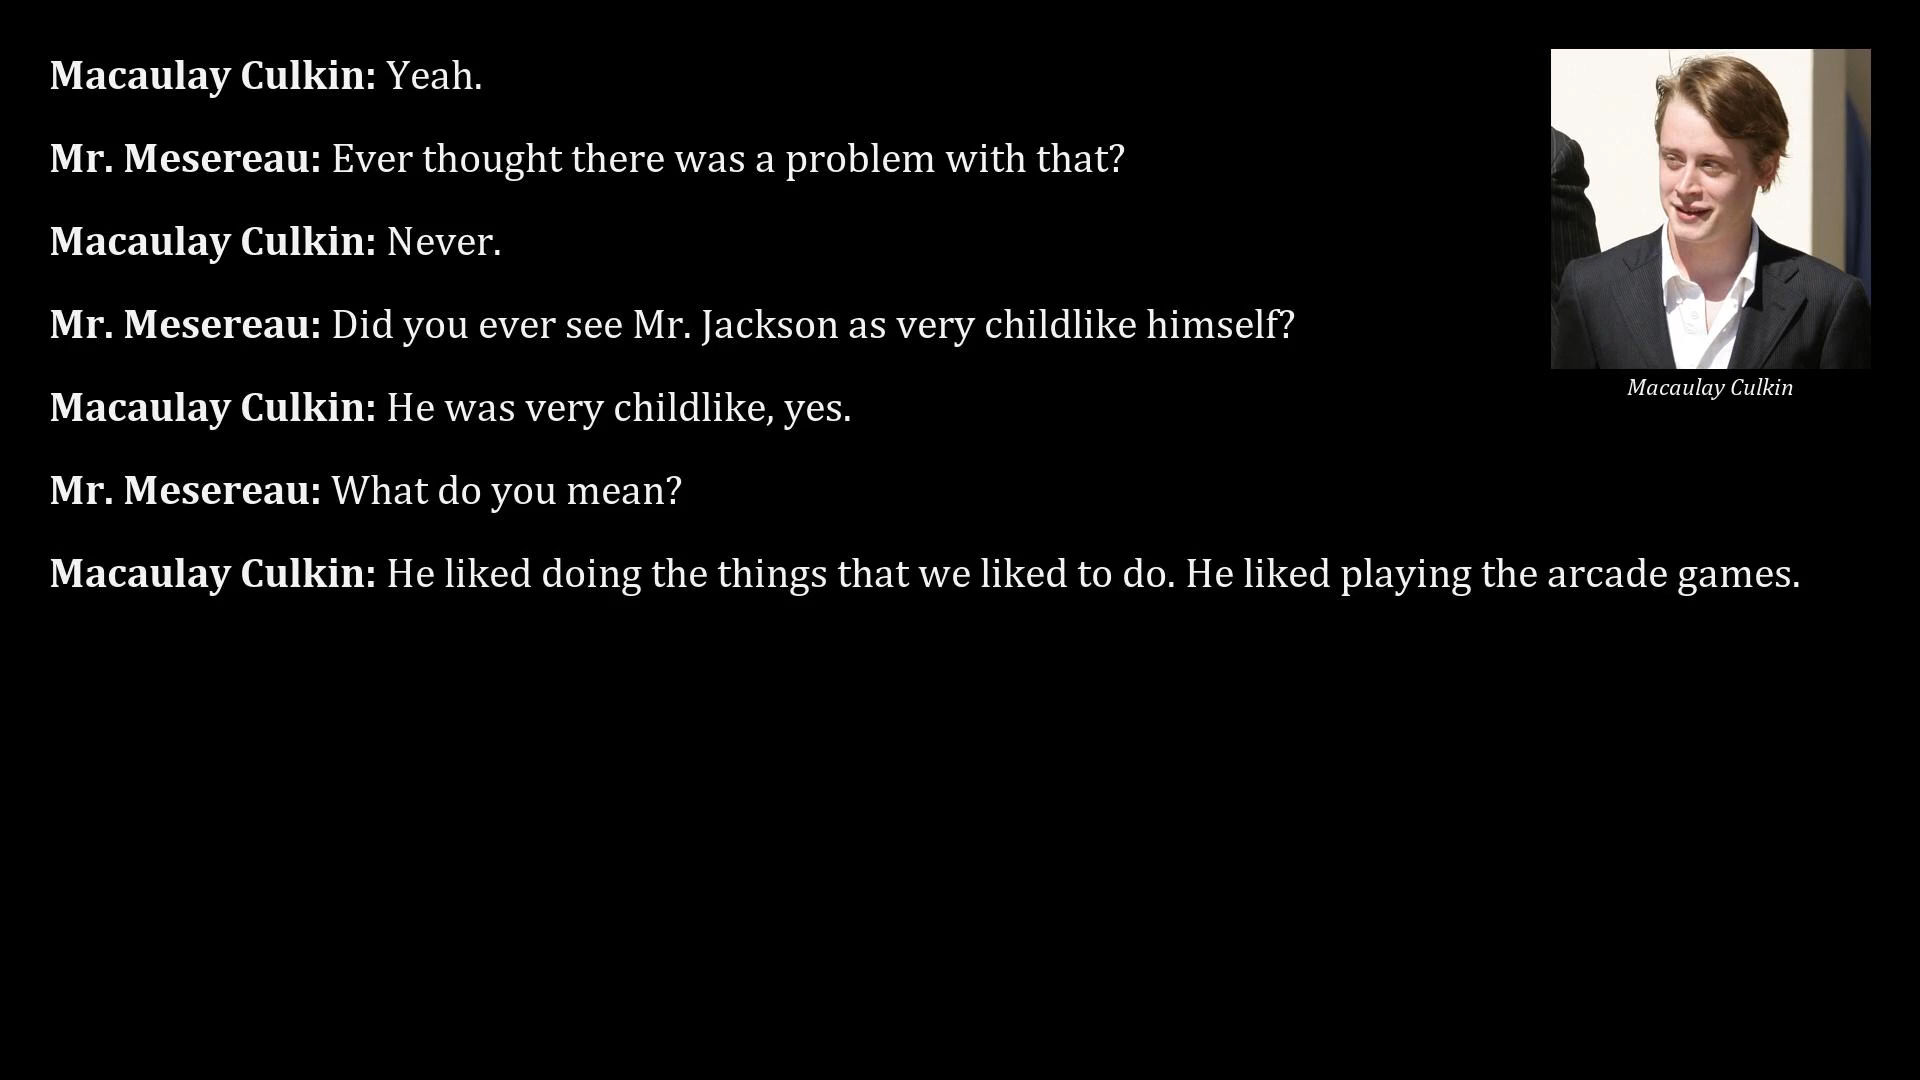 Macaulay Culkin: Yeah.
Mr. Mesereau: Ever thought there was a problem with that?
Macaulay Culkin: Never.
Mr. Mesereau: Did you ever see Mr. Jackson as very childlike himself?
Macaulay Culkin: He was very childlike, yes.
Mr. Mesereau: What do you mean?
Macaulay Culkin: He liked doing the things that we liked to do. He liked playing the arcade games.
Macaulay Culkin